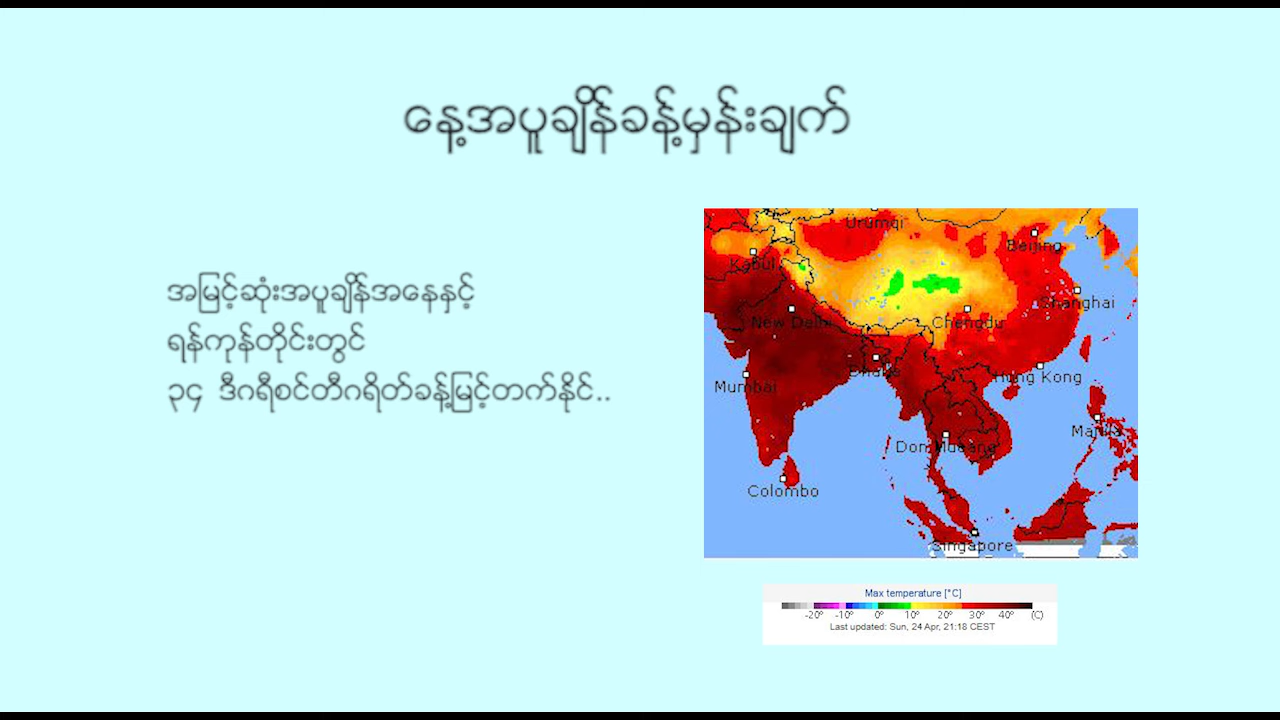 နေ့အပူချိန်ခန့်မှန်းချက်
အမြင့်ဆုံးအပူချိန်အနေနှင့်
ရန်ကုန်တိုင်းတွင်
၃၄ ဒီဂရီစင်တီဂရိတ်ခန့်မြင့်တက်နိုင်..
Ürümqi
Beijing
Kabul
Shanghai
New Delhi
Chengdu
Dhaka
Hong Kong
Mumbai
Manila
Don Mueang
Colombo
Singapore
Max temperature [°C]
-20° -10° 0° 10° 20° 30° 40° (C)
Last updated: Sun, 24 Apr, 21:18 CEST